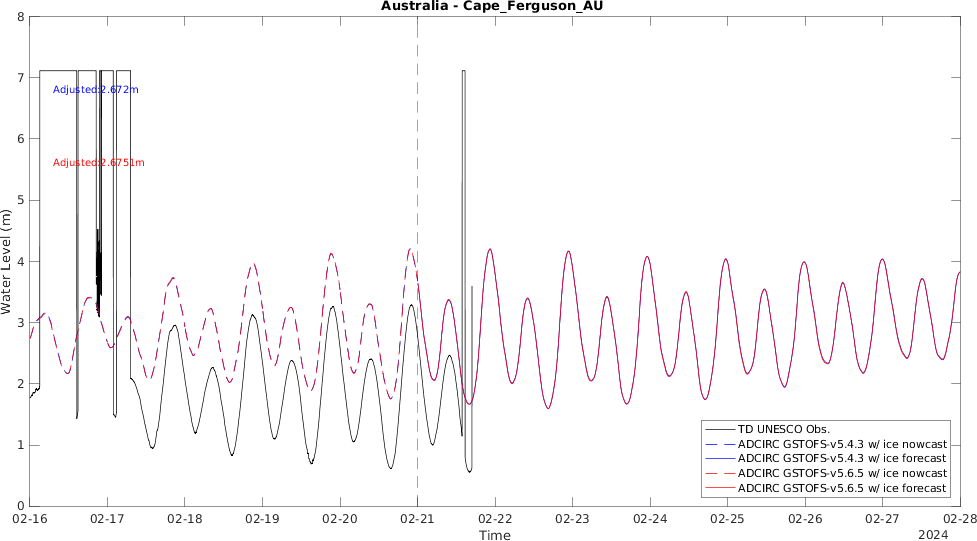 Australia - Cape_Ferguson_AU
8
7
6
5
4
3
2
1
0
Water Level (m)
Adjusted:2.672m
Adjusted:2.6751m
TD UNESCO Obs.
ADCIRC GSTOFS-v5.4.3 w/ ice nowcast
ADCIRC GSTOFS-v5.4.3 w/ ice forecast
ADCIRC GSTOFS-v5.6.5 w/ ice nowcast
ADCIRC GSTOFS-v5.6.5 w/ ice forecast
02-16 02-17 02-18 02-19 02-20 02-21 02-22 02-23 02-24 02-25 02-26 02-27 02-28
Time
2024